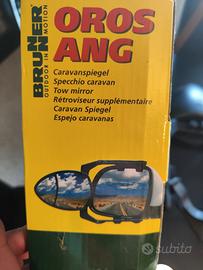 BRUNNER
OUTDOOR IN MOTION
OROS
ANG
Caravanspiegel
Specchio caravan
Tow mirror
Rétroviseur supplémentaire
Caravan Spiegel
Espejo caravanas
subito